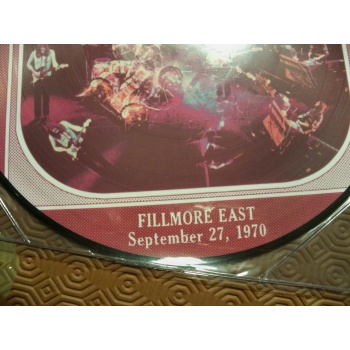 FILLMORE EAST
September 27, 1970